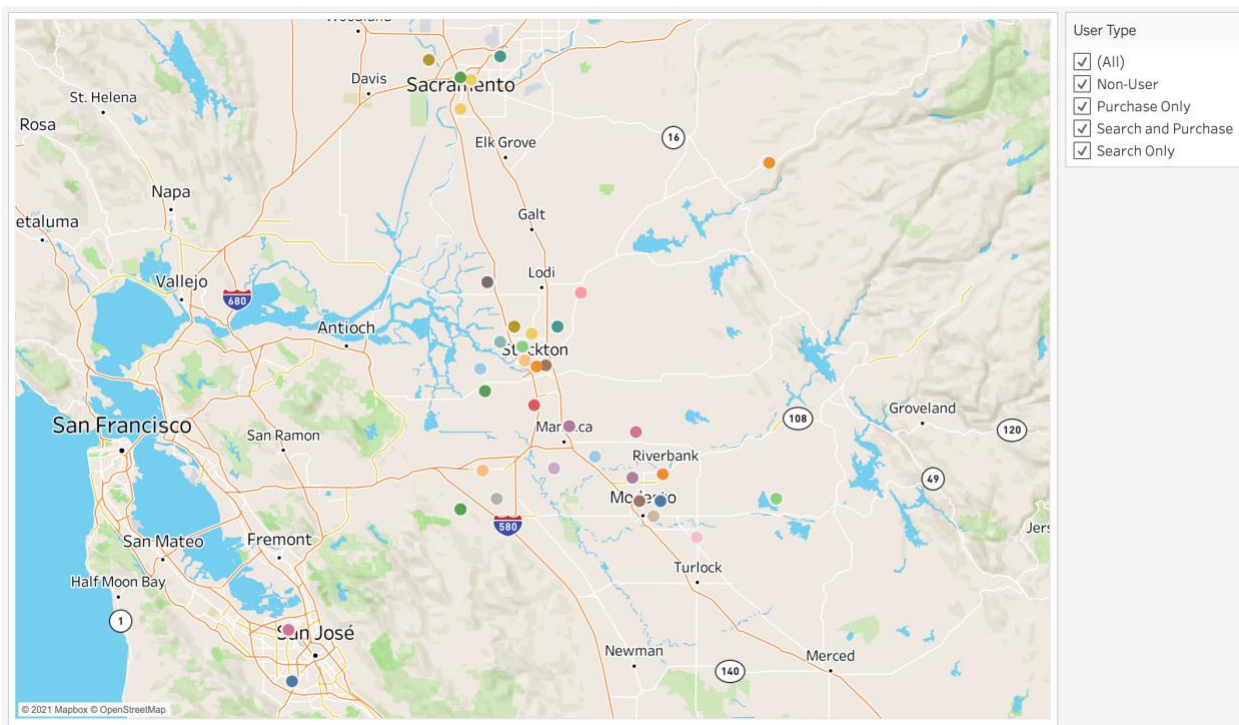 Sacramento
Davis
St. Helena
Rosa
16
Elk Grove
Napa
Galt
etaluma
Lodi
Vallejo
680
Antioch
Stockton
Groveland
108
120
San Francisco
San Ramon
Riverbank
49
Modesto
580
Jers
San Mateo
Fremont
Half Moon Bay
Turlock
1
San José
Newman
Merced
140
© 2021 Mapbox © OpenStreetMap
User Type
(All)
Non-User
Purchase Only
Search and Purchase
Search Only